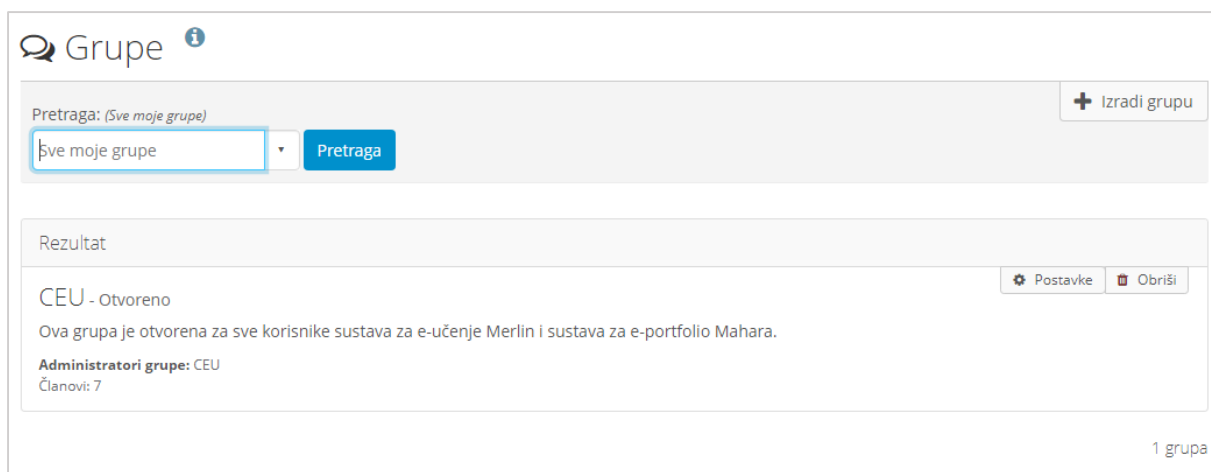 Grupe
Izradi grupu
Pretraga: (Sve moje grupe)
Sve moje grupe
Pretraga
Rezultat
Postavke
Obriši
CEU - Otvoreno
Ova grupa je otvorena za sve korisnike sustava za e-učenje Merlin i sustava za e-portfolio Mahara.
Administratori grupe: CEU
Članovi: 7
1 grupa